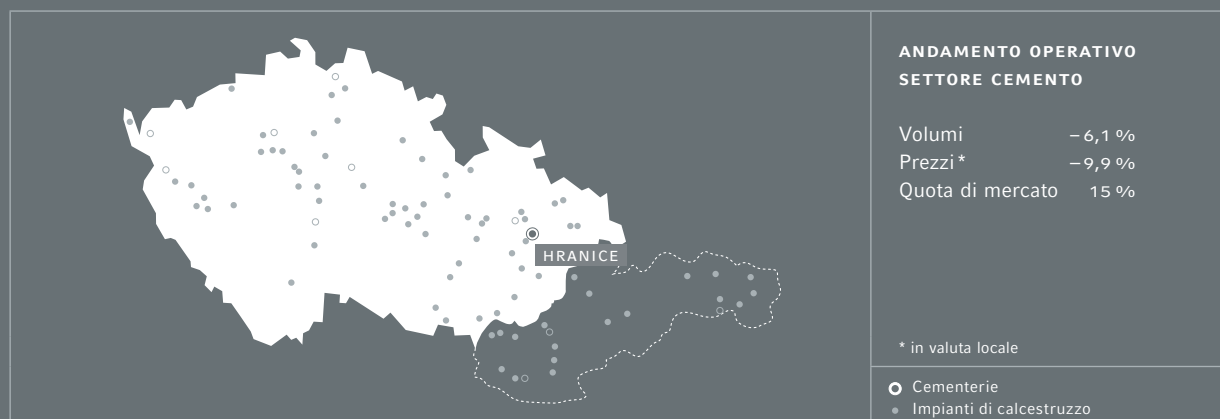 HRANICE
ANDAMENTO OPERATIVO
SETTORE CEMENTO
Volumi −6,1 %
Prezzi* −9,9 %
Quota di mercato 15 %
* in valuta locale
Cementerie
Impianti di calcestruzzo